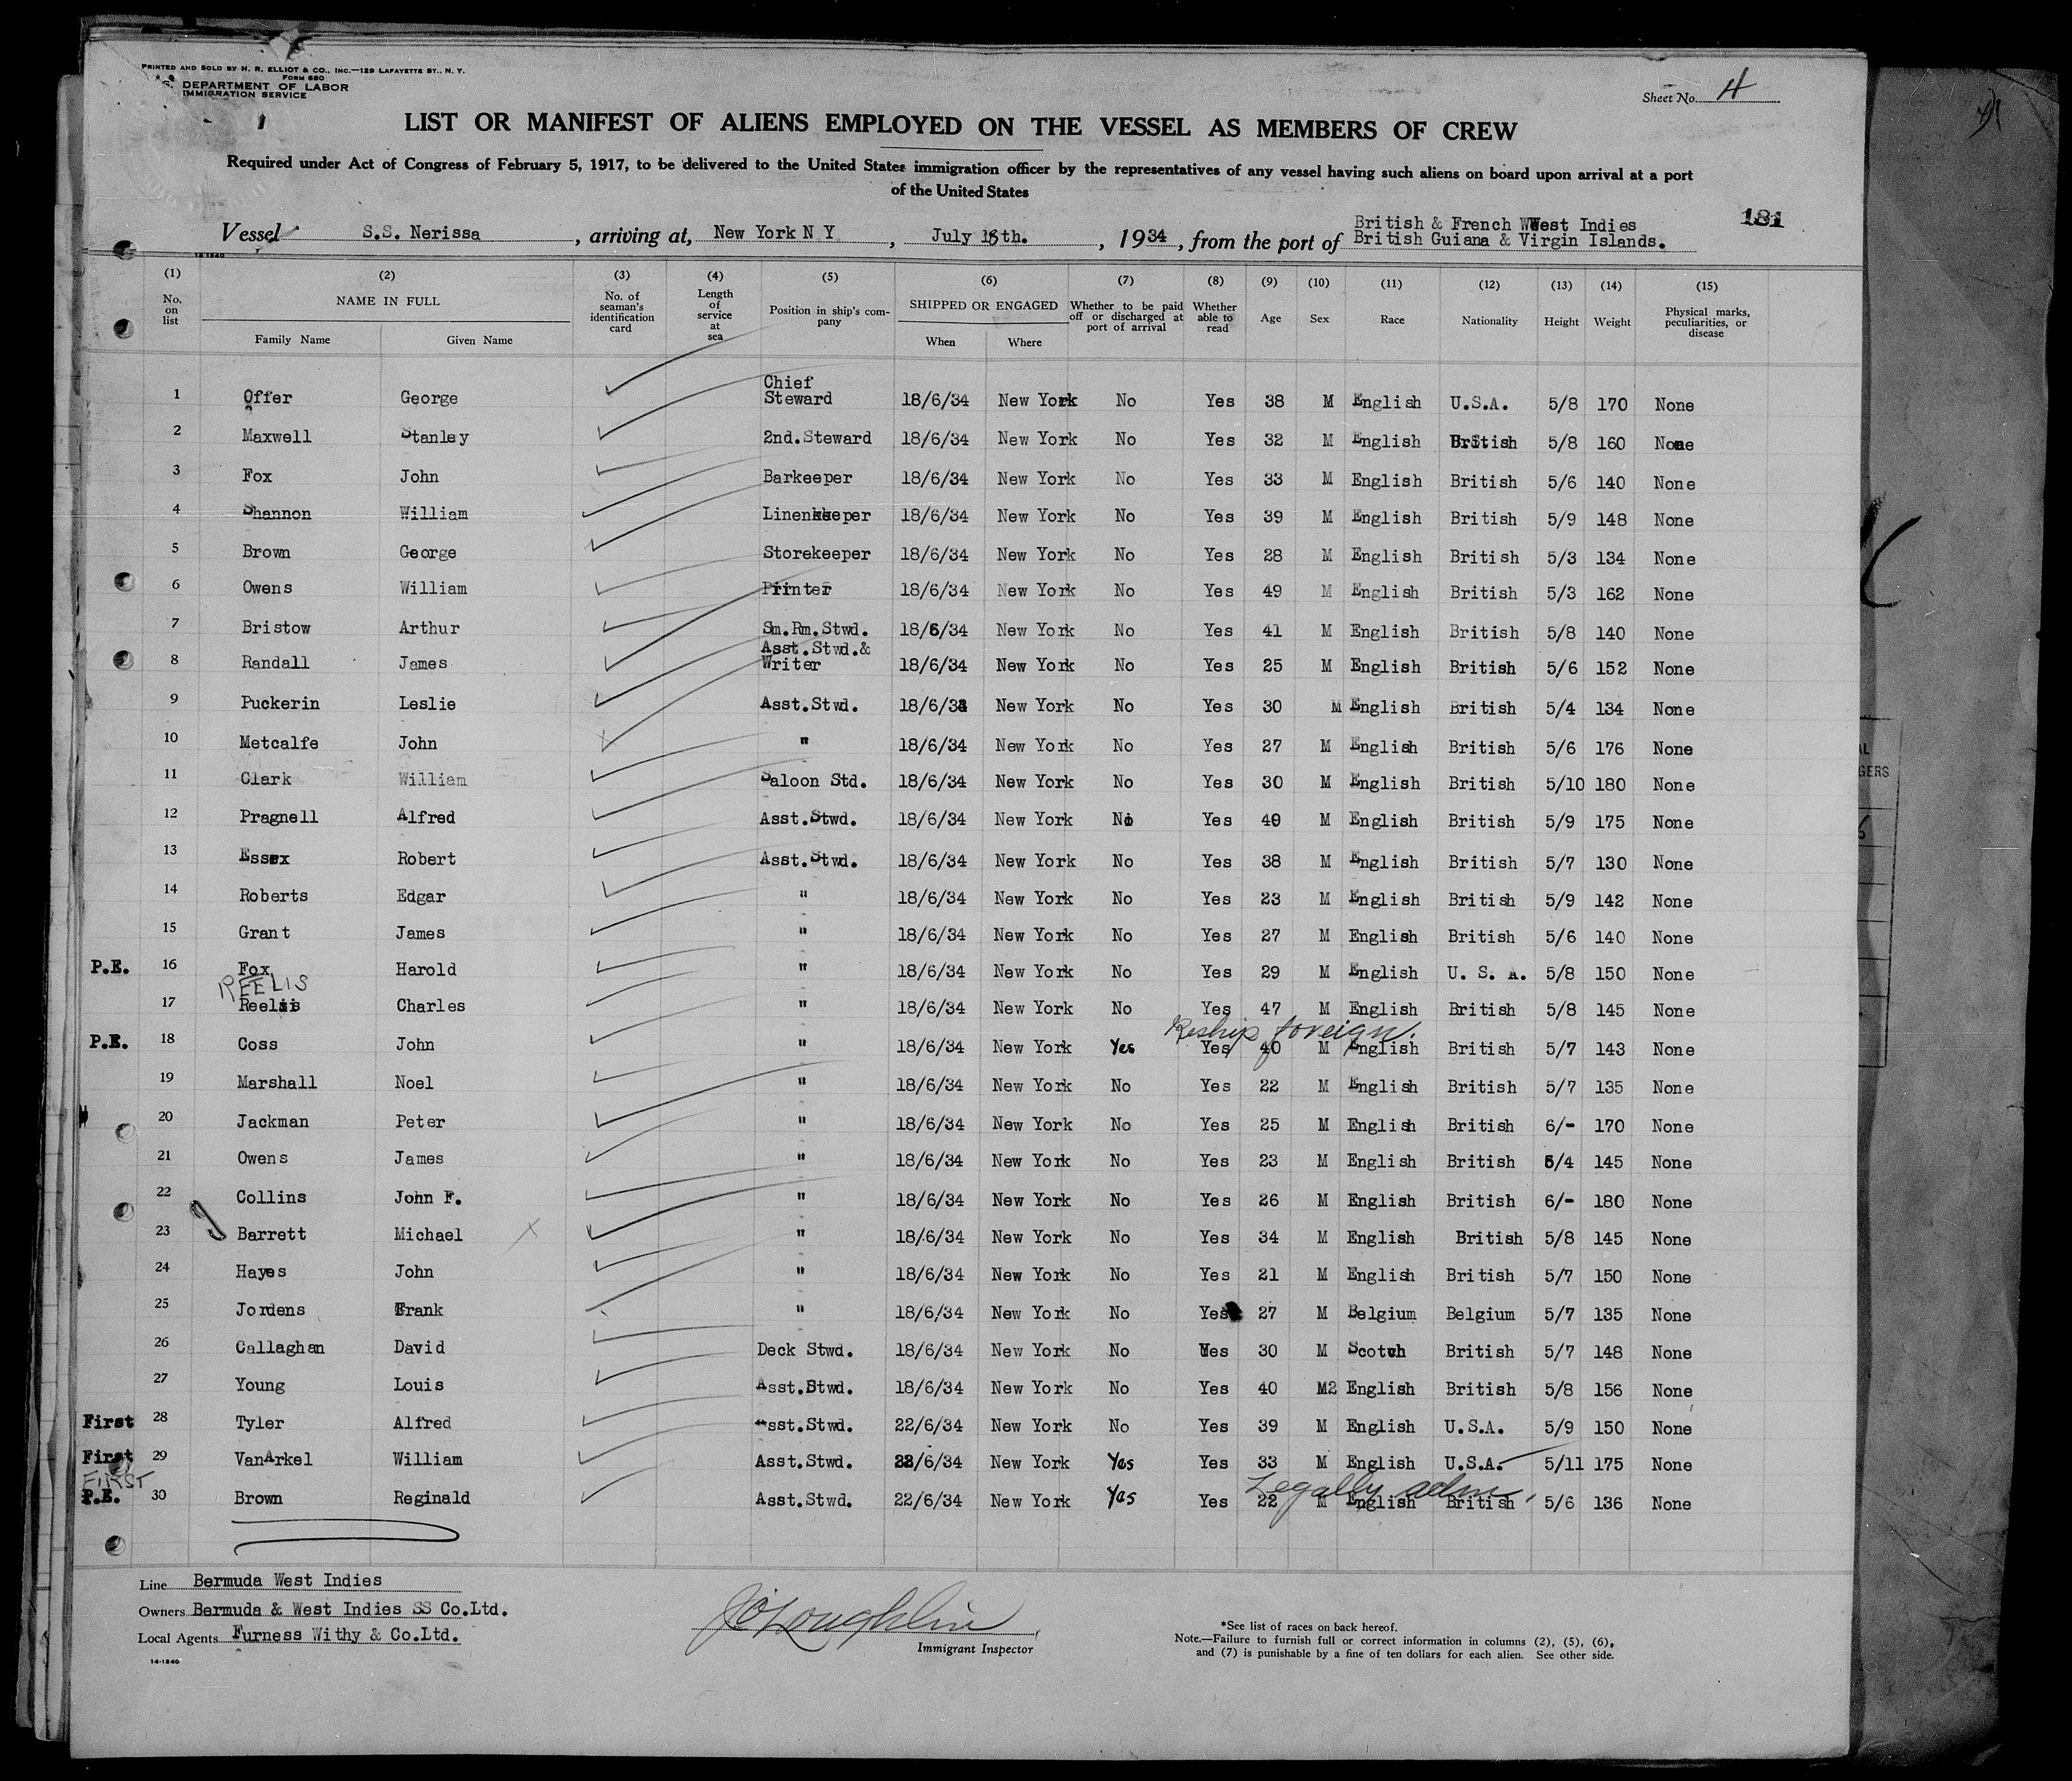 PRINTED AND SOLD BY H. R. ELLIOT & CO., INC.—129 LAFAYETTE ST., N. Y.
FORM 680
DEPARTMENT OF LABOR
IMMIGRATION SERVICE
Sheet No. 4
LIST OR MANIFEST OF ALIENS EMPLOYED ON THE VESSEL AS MEMBERS OF CREW
Required under Act of Congress of February 5, 1917, to be delivered to the United States immigration officer by the representatives of any vessel having such aliens on board upon arrival at a port
of the United States
181
Vessel S.S. Nerissa, arriving at, New York N Y, July th., 1934, from the port of British & French West Indies
British Guiana & Virgin Islands.
14-1240
(1) (2) (3) (4) (5) (6) (7) (8) (9) (10) (11) (12) (13) (14) (15)
No. on list NAME IN FULL Family Name Given Name No. of seaman's identification card Length of service at sea Position in ship's company SHIPPED OR ENGAGED When Where Whether to be paid off or discharged at port of arrival Whether able to read Age Sex Race Nationality Height Weight Physical marks, peculiarities, or disease
1 Offer George Chief Steward 18/6/34 New York No Yes 38 M English U.S.A. 5/8 170 None
2 Maxwell Stanley 2nd.Steward 18/6/34 New York No Yes 32 M English British 5/8 160 None
3 Fox John Barkeeper 18/6/34 New York No Yes 33 M English British 5/6 140 None
4 Shannon William Linenkeeper 18/6/34 New York No Yes 39 M English British 5/9 148 None
5 Brown George Storekeeper 18/6/34 New York No Yes 28 M English British 5/3 134 None
6 Owens William Printer 18/6/34 New York No Yes 49 M English British 5/3 162 None
7 Bristow Arthur Sm.Rm.Stwd. 18/6/34 New York No Yes 41 M English British 5/8 140 None
8 Randall James Asst.Stwd.& Writer 18/6/34 New York No Yes 25 M English British 5/6 152 None
9 Puckerin Leslie Asst.Stwd. 18/6/34 New York No Yes 30 M English British 5/4 134 None
10 Metcalfe John " 18/6/34 New York No Yes 27 M English British 5/6 176 None
11 Clark William Saloon Std. 18/6/34 New York No Yes 30 M English British 5/10 180 None
12 Pragnell Alfred Asst.Stwd. 18/6/34 New York No Yes 40 M English British 5/9 175 None
13 Essex Robert Asst.Stwd. 18/6/34 New York No Yes 38 M English British 5/7 130 None
14 Roberts Edgar " 18/6/34 New York No Yes 23 M English British 5/9 142 None
15 Grant James " 18/6/34 New York No Yes 27 M English British 5/6 140 None
P.E. 16 Fox Harold " 18/6/34 New York No Yes 29 M English U. S. A. 5/8 150 None
REELIS
17 Reelis Charles " 18/6/34 New York No Yes 47 M English British 5/8 145 None
Reship foreign.
P.E. 18 Coss John " 18/6/34 New York Yes Yes 40 M English British 5/7 143 None
19 Marshall Noel " 18/6/34 New York No Yes 22 M English British 5/7 135 None
20 Jackman Peter " 18/6/34 New York No Yes 25 M English British 6/- 170 None
21 Owens James " 18/6/34 New York No Yes 23 M English British 5/4 145 None
22 Collins John F. " 18/6/34 New York No Yes 26 M English British 6/- 180 None
23 Barrett Michael " 18/6/34 New York No Yes 34 M English British 5/8 145 None
24 Hayes John " 18/6/34 New York No Yes 21 M English British 5/7 150 None
25 Jordens Frank " 18/6/34 New York No Yes 27 M Belgium Belgium 5/7 135 None
26 Callaghan David Deck Stwd. 18/6/34 New York No Yes 30 M Scotch British 5/7 148 None
27 Young Louis Asst.Stwd. 18/6/34 New York No Yes 40 M2 English British 5/8 156 None
First 28 Tyler Alfred Asst.Stwd. 22/6/34 New York No Yes 39 M English U.S.A. 5/9 150 None
First 29 VanArkel William Asst.Stwd. 22/6/34 New York Yes Yes 33 M English U.S.A. 5/11 175 None
FIRST Legally adm.
P.E. 30 Brown Reginald Asst.Stwd. 22/6/34 New York Yes Yes 22 M English British 5/6 136 None
Line Bermuda West Indies
Owners Bermuda & West Indies SS Co.Ltd.
Local Agents Furness Withy & Co.Ltd.
14-1240
JO'Loughlin
Immigrant Inspector
*See list of races on back hereof.
Note.—Failure to furnish full or correct information in columns (2), (5), (6),
and (7) is punishable by a fine of ten dollars for each alien. See other side.